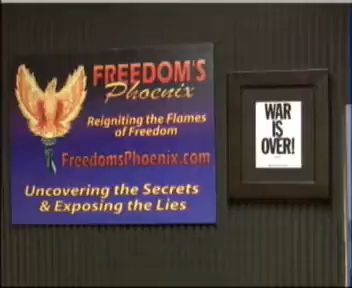 FREEDOM'S
Phoenix
Reigniting the Flames
of Freedom
FreedomsPhoenix.com
Uncovering the Secrets
& Exposing the Lies
WAR
IS
OVER!